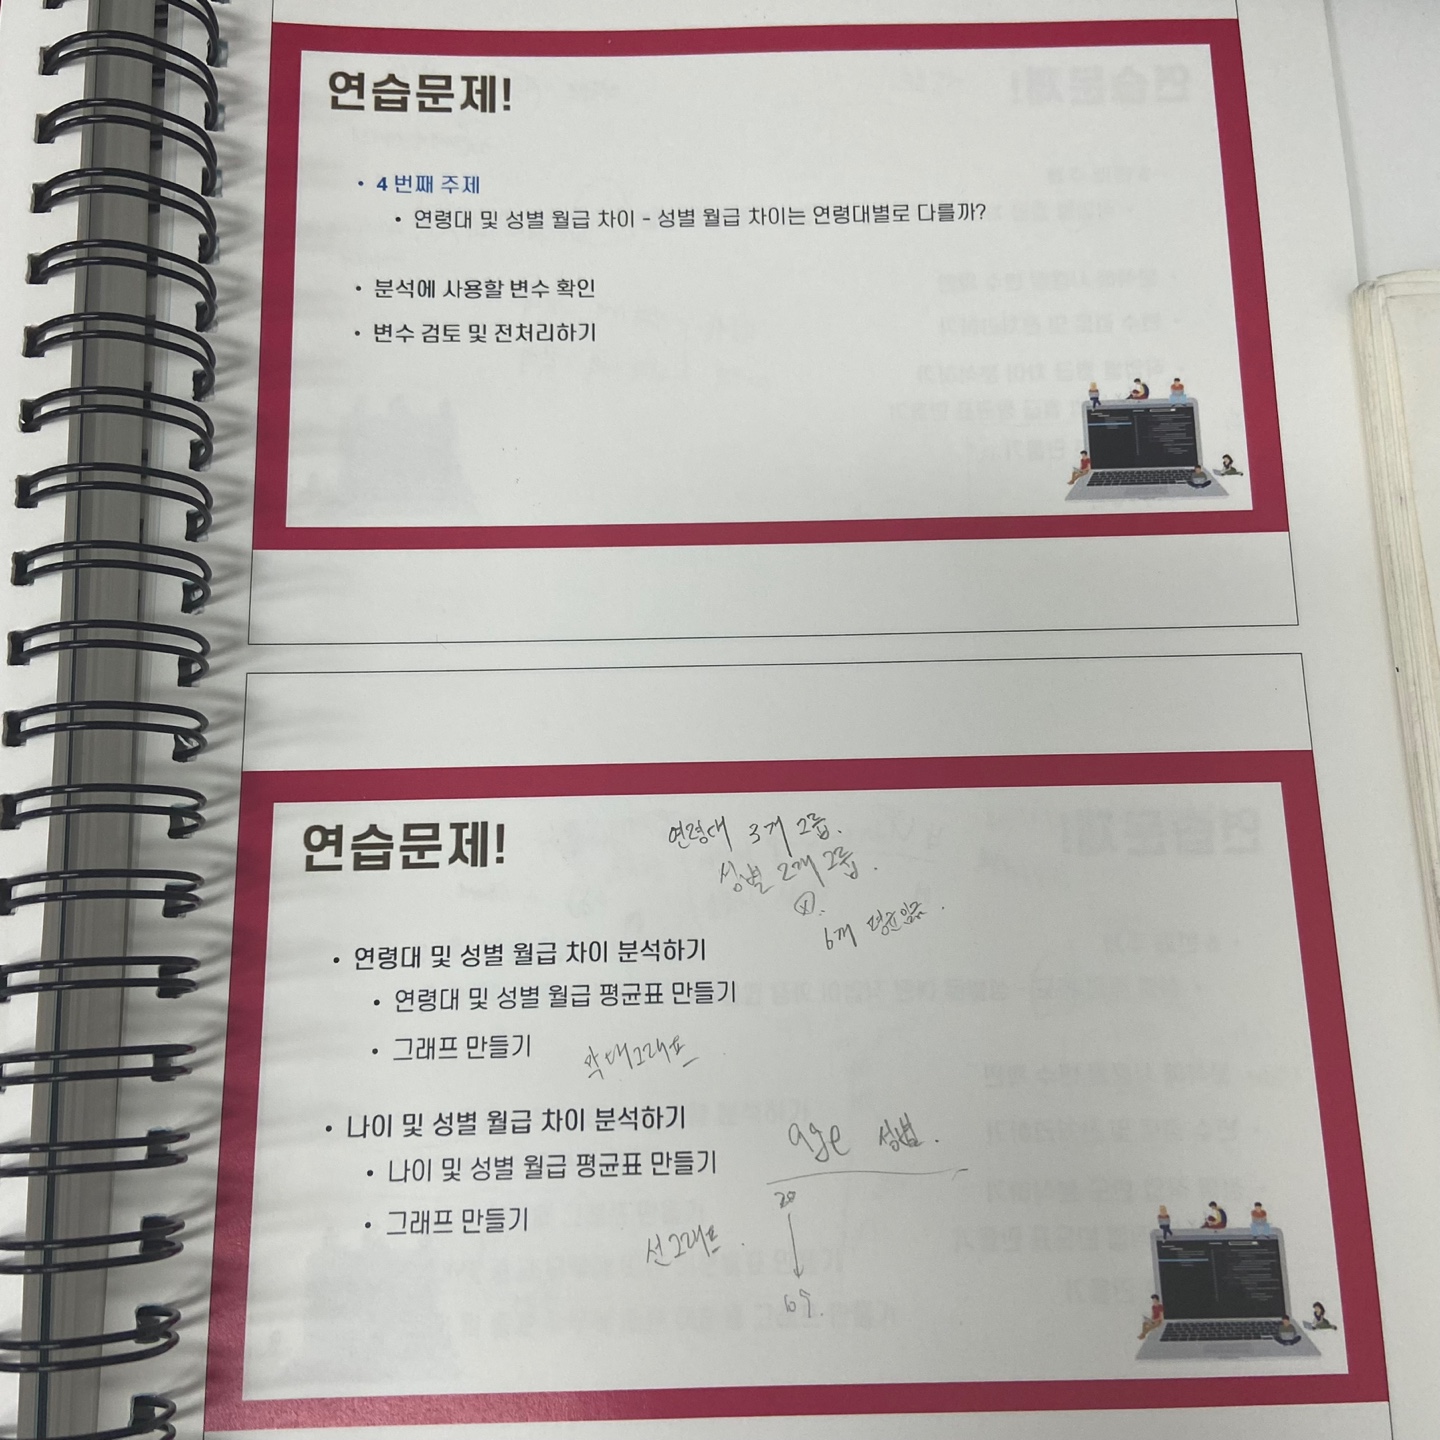 연습문제!
• 4 번째 주제
• 연령대 및 성별 월급 차이 - 성별 월급 차이는 연령대별로 다를까?
• 분석에 사용할 변수 확인
• 변수 검토 및 전처리하기
연습문제!
연령대 3개 그룹.
성별 2개 그룹.
ⓧ.
6개 평균임금.
• 연령대 및 성별 월급 차이 분석하기
• 연령대 및 성별 월급 평균표 만들기
• 그래프 만들기
막대그래프
• 나이 및 성별 월급 차이 분석하기
• 나이 및 성별 월급 평균표 만들기
age 성별.
20
• 그래프 만들기
선그래프.